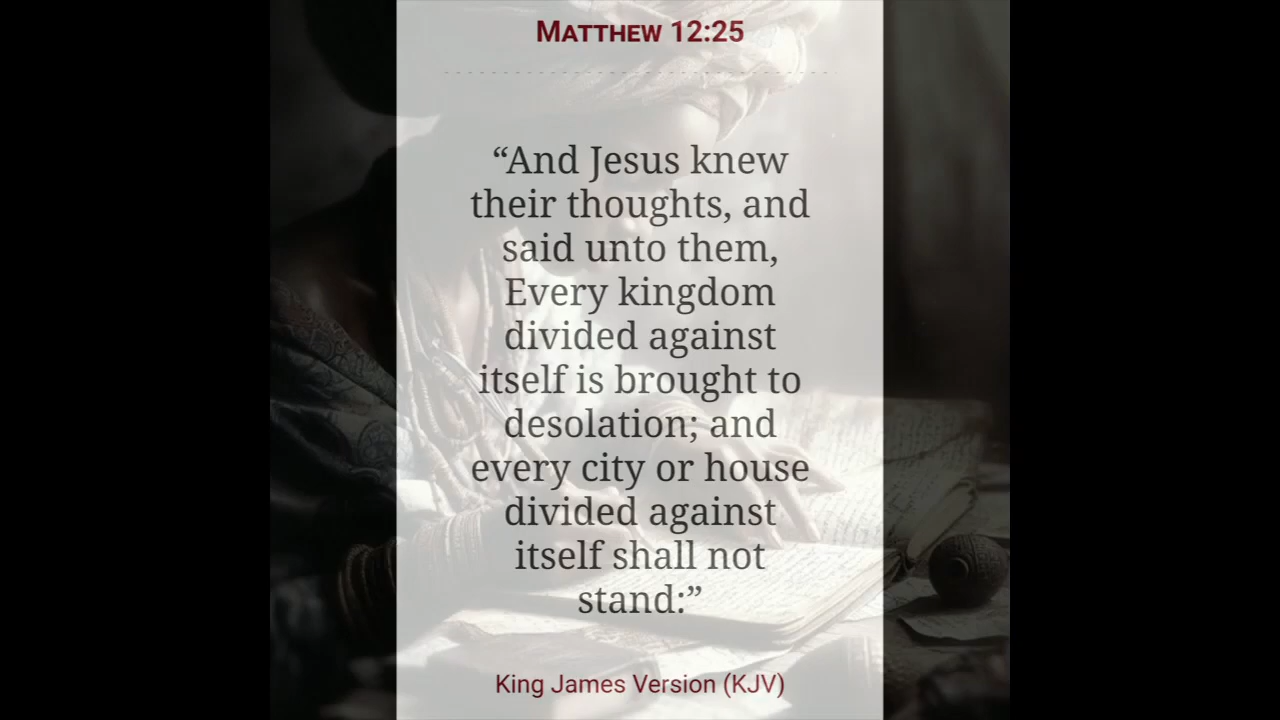 Matthew 12:25
“And Jesus knew
their thoughts, and
said unto them,
Every kingdom
divided against
itself is brought to
desolation; and
every city or house
divided against
itself shall not
stand:”
King James Version (KJV)